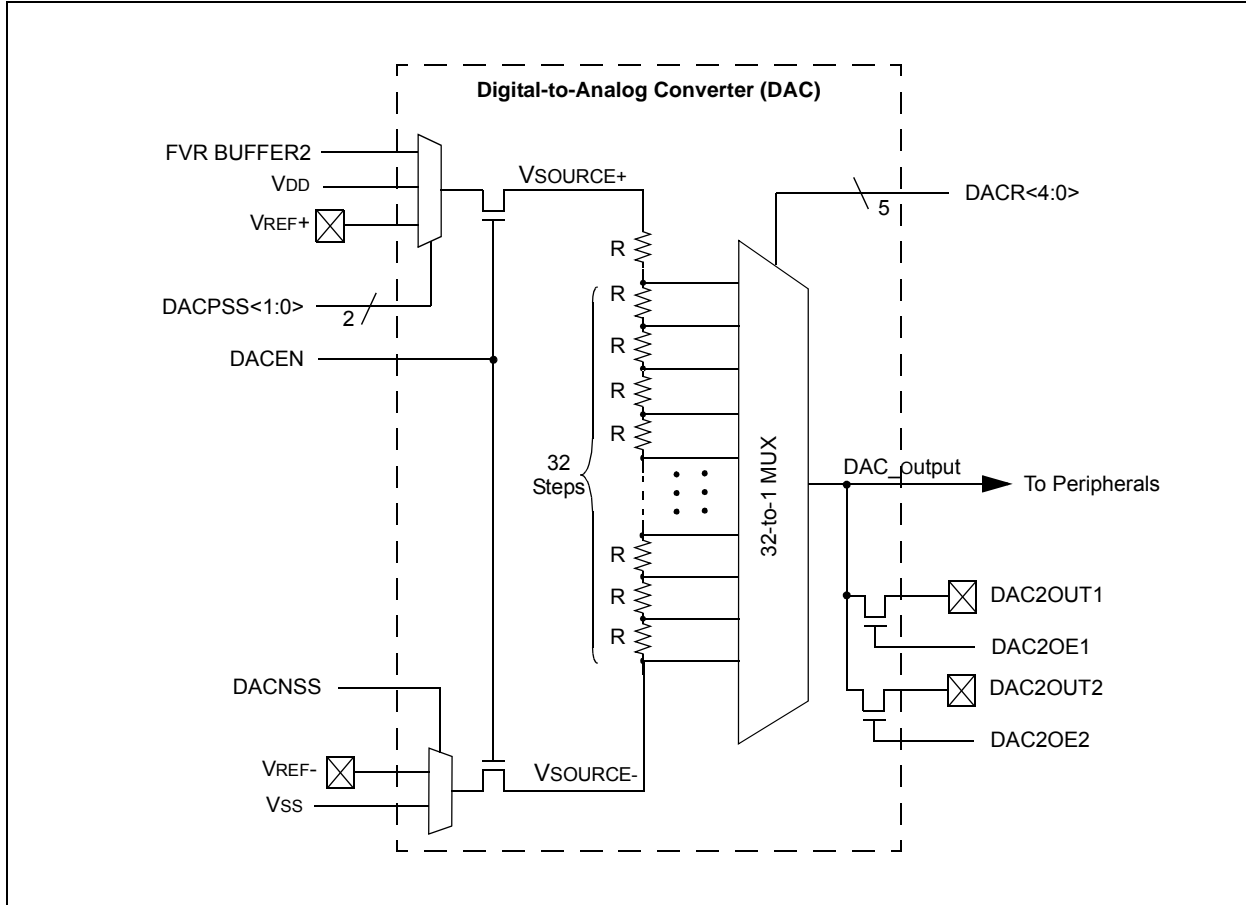 Digital-to-Analog Converter (DAC)
FVR BUFFER2
VDD
VREF+
DACPSS<1:0>
2
DACEN
VSOURCE+
5
DACR<4:0>
R
R
R
R
R
32
Steps
R
R
R
32-to-1 MUX
DAC_output
To Peripherals
DAC2OUT1
DAC2OE1
DAC2OUT2
DAC2OE2
DACNSS
VREF-
VSS
VSOURCE-